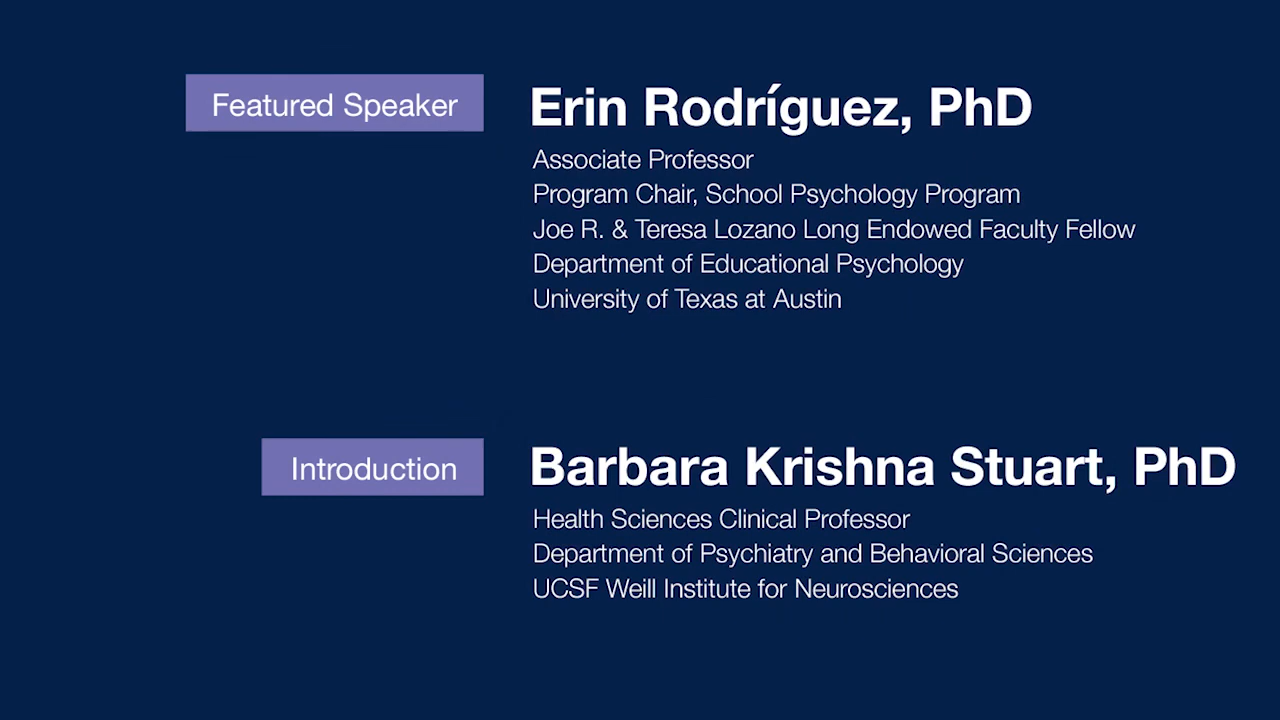 Featured Speaker
Erin Rodríguez, PhD
Associate Professor
Program Chair, School Psychology Program
Joe R. & Teresa Lozano Long Endowed Faculty Fellow
Department of Educational Psychology
University of Texas at Austin
Introduction
Barbara Krishna Stuart, PhD
Health Sciences Clinical Professor
Department of Psychiatry and Behavioral Sciences
UCSF Weill Institute for Neurosciences